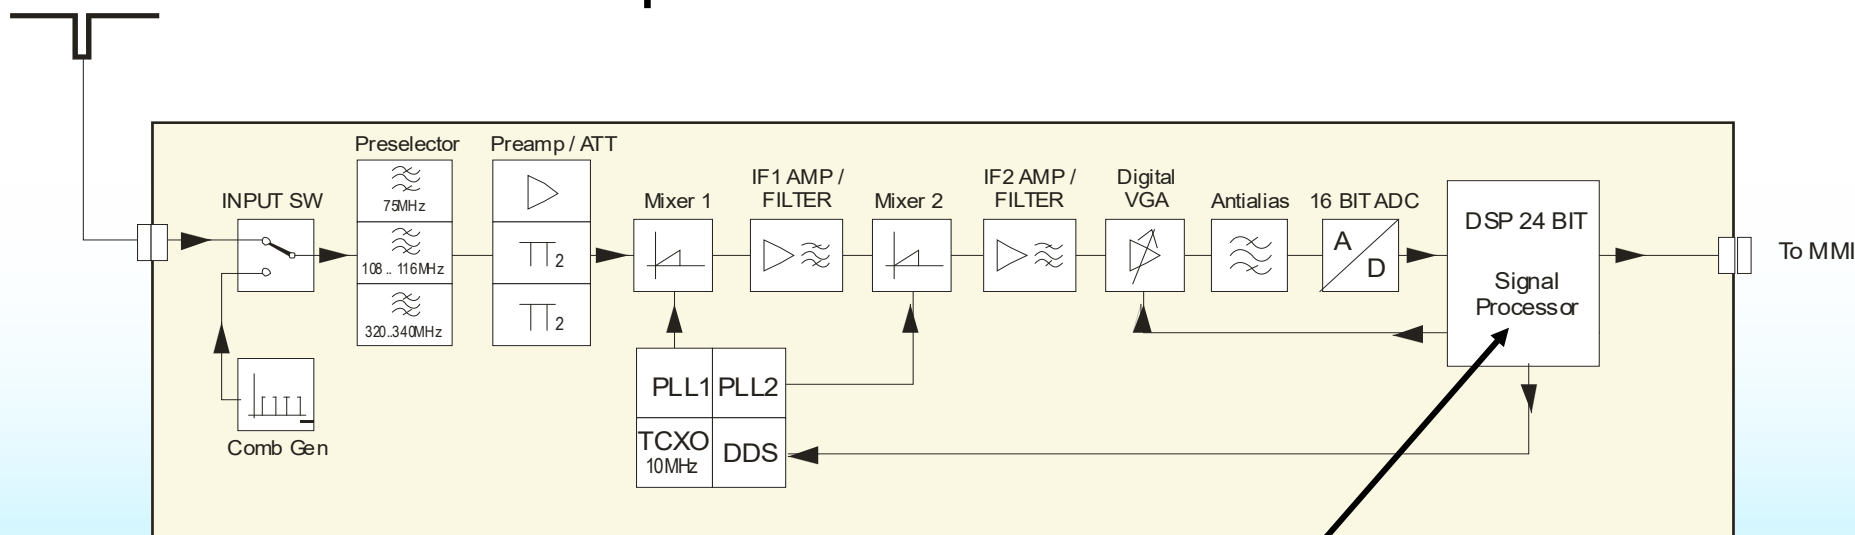 Preselector
Preamp / ATT
INPUT SW
75MHz
108 .. 116MHz
320..340MHz
2
2
Mixer 1
IF1 AMP /
FILTER
Mixer 2
IF2 AMP /
FILTER
Digital
VGA
Antialias
16 BIT ADC
A
D
DSP 24 BIT
Signal
Processor
To MMI
PLL1
PLL2
TCXO
10MHz
DDS
Comb Gen